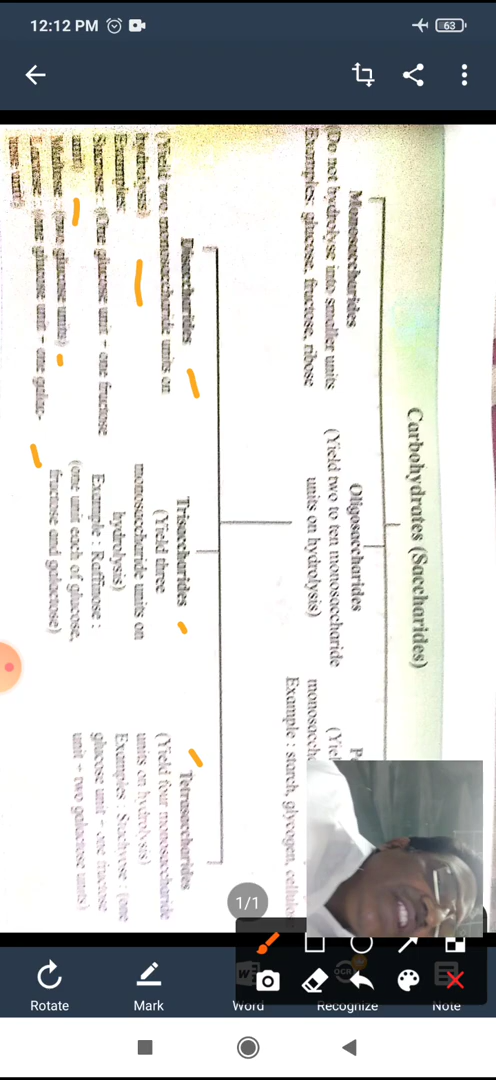 12:12 PM
63
Carbohydrates (Saccharides)
Monosaccharides
(Do not hydrolyse into smaller units
Examples: glucose, fructose, ribose
Oligosaccharides
(Yield two to ten monosaccharide
units on hydrolysis)
monosacch
Example : starch, glycogen, cellulose
Disaccharides
(Yield two monosaccharide units on
hydrolysis)
Examples:
Sucrose : (One glucose unit + one fructose
unit)
Maltose : (two glucose units)
Lactose : (one glucose unit + one galac-
tose unit)
Trisaccharides
(Yield three
monosaccharide units on
hydrolysis)
Example : Raffinose :
(one unit each of glucose,
fructose and galactose)
Tetrasaccharides
(Yield four monosaccharide
units on hydrolysis)
Examples : Stachyose : (one
glucose unit + one fructose
unit + two galactose units)
1/1
Rotate
Mark
Word
Recognize
Note